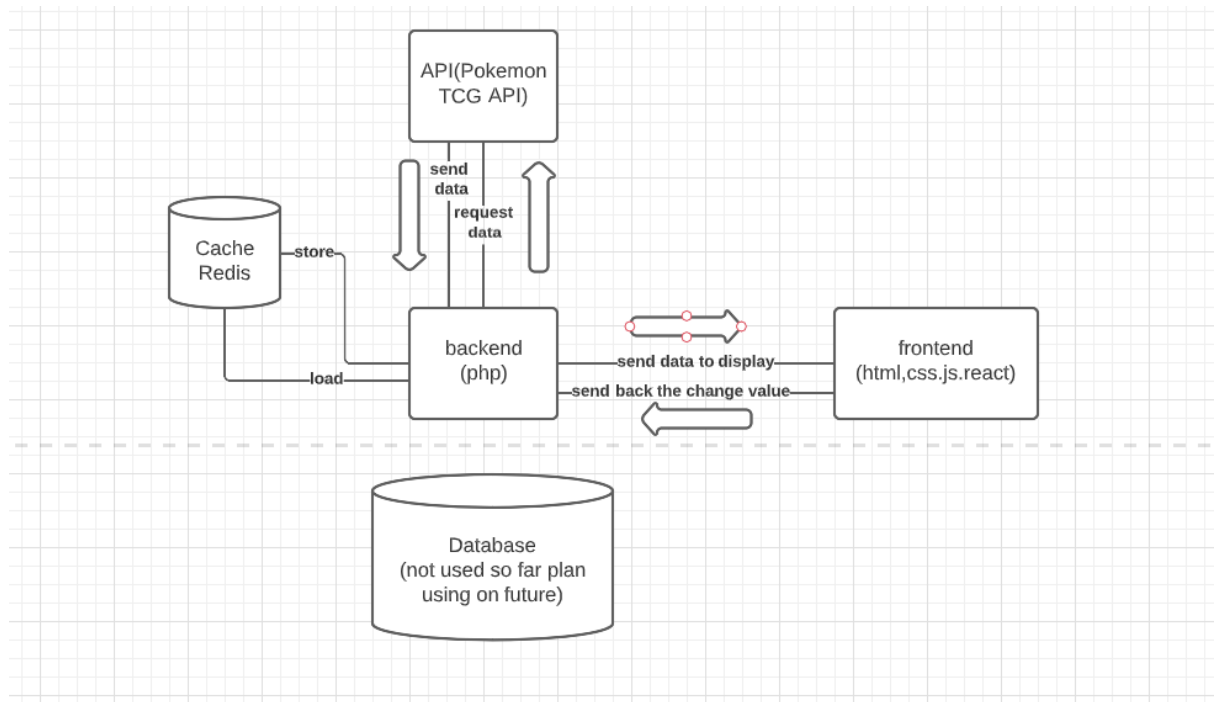 API(Pokemon
TCG API)
send
data
request
data
Cache
Redis
store
load
backend
(php)
send data to display
send back the change value
frontend
(html,css.js.react)
Database
(not used so far plan
using on future)